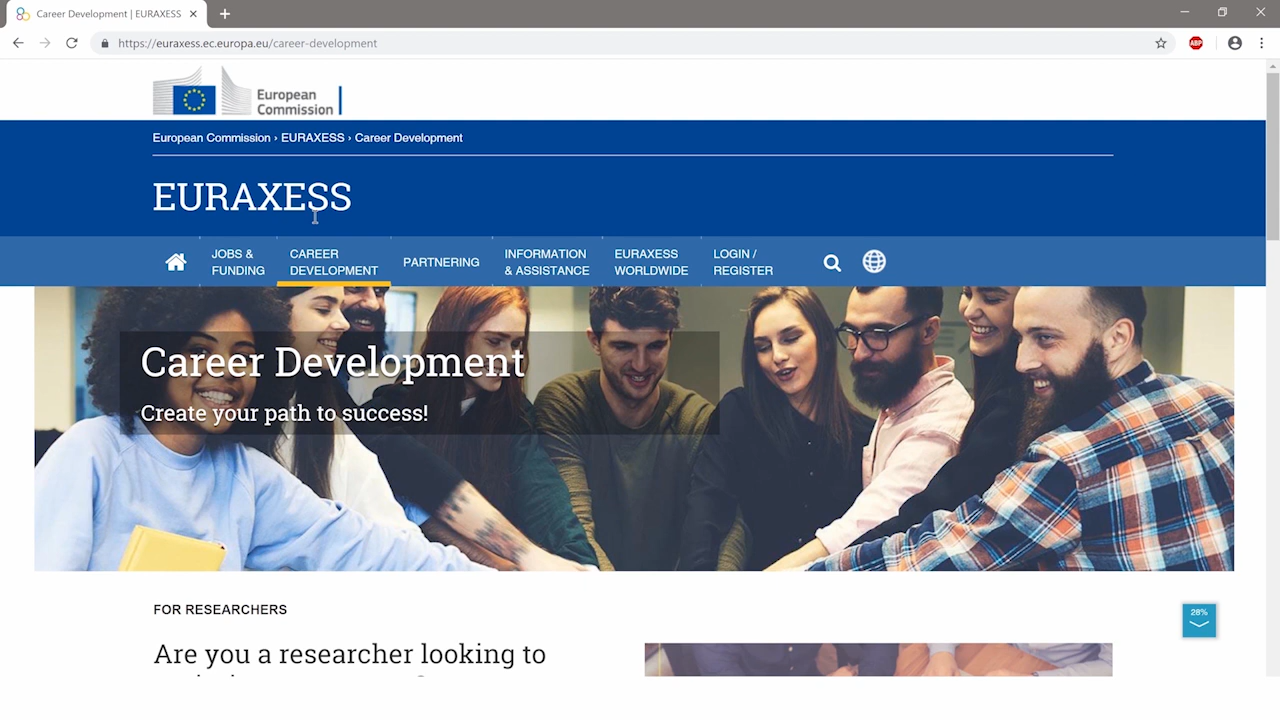 Career Development | EURAXESS
https://euraxess.ec.europa.eu/career-development
ABP
European
Commission
European Commission › EURAXESS › Career Development
EURAXESS
JOBS &
FUNDING
CAREER
DEVELOPMENT
PARTNERING
INFORMATION
& ASSISTANCE
EURAXESS
WORLDWIDE
LOGIN /
REGISTER
Career Development
Create your path to success!
FOR RESEARCHERS
28%
Are you a researcher looking to